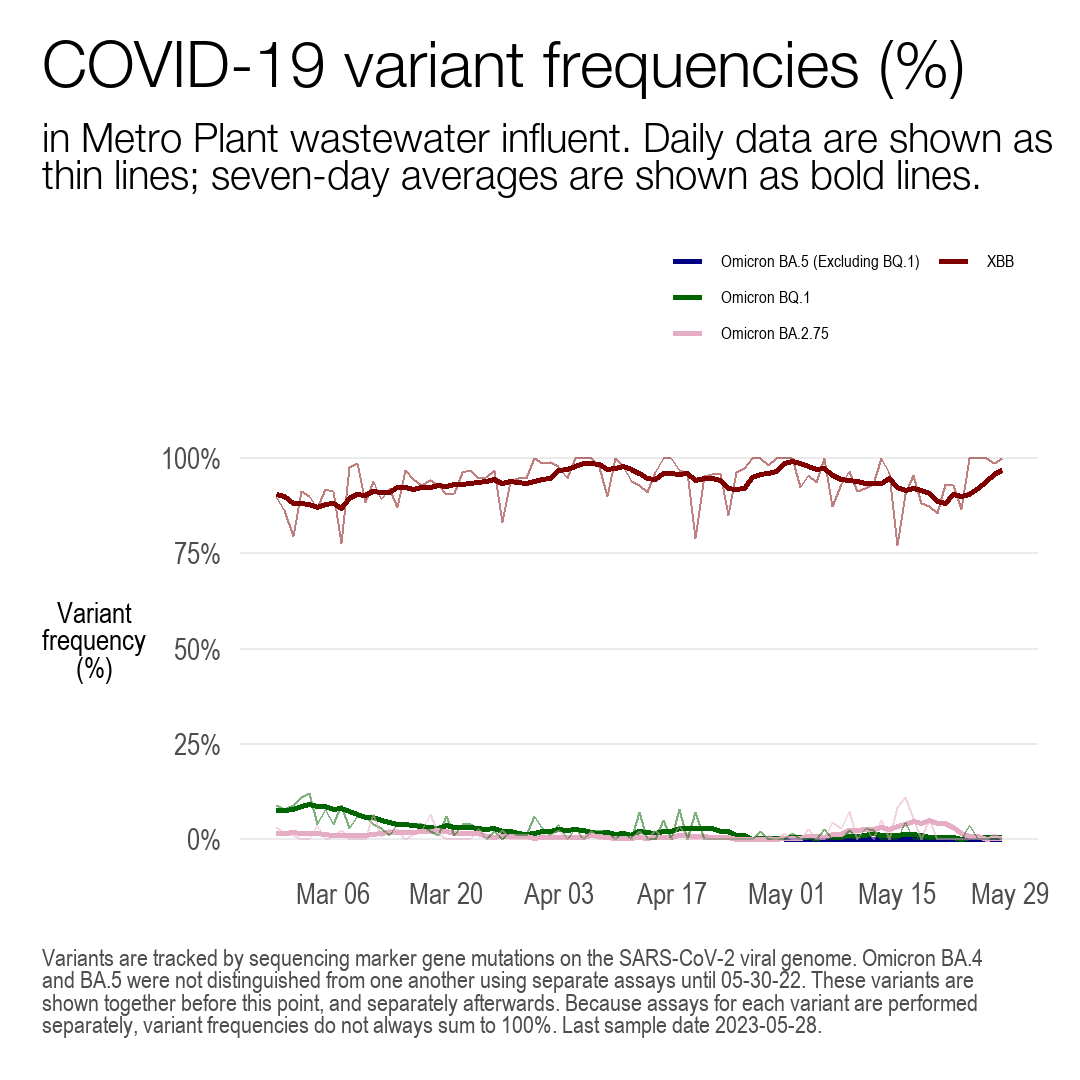 COVID-19 variant frequencies (%)
in Metro Plant wastewater influent. Daily data are shown as
thin lines; seven-day averages are shown as bold lines.
Omicron BA.5 (Excluding BQ.1)
XBB
Omicron BQ.1
Omicron BA.2.75
100%
75%
Variant
frequency
(%)
50%
25%
0%
Mar 06
Mar 20
Apr 03
Apr 17
May 01
May 15
May 29
Variants are tracked by sequencing marker gene mutations on the SARS-CoV-2 viral genome. Omicron BA.4
and BA.5 were not distinguished from one another using separate assays until 05-30-22. These variants are
shown together before this point, and separately afterwards. Because assays for each variant are performed
separately, variant frequencies do not always sum to 100%. Last sample date 2023-05-28.